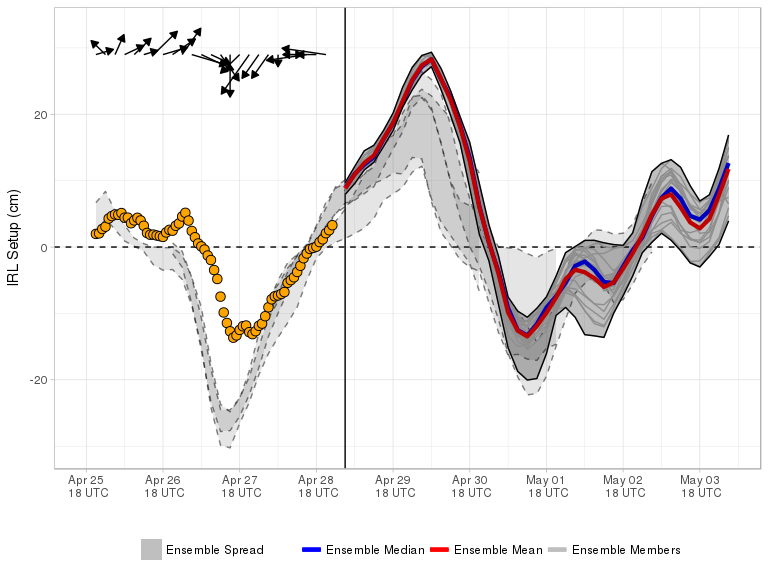 IRL Setup (cm)
20
0
-20
Apr 25 Apr 26 Apr 27 Apr 28 Apr 29 Apr 30 May 01 May 02 May 03
18 UTC 18 UTC 18 UTC 18 UTC 18 UTC 18 UTC 18 UTC 18 UTC 18 UTC
Ensemble Spread Ensemble Median Ensemble Mean Ensemble Members